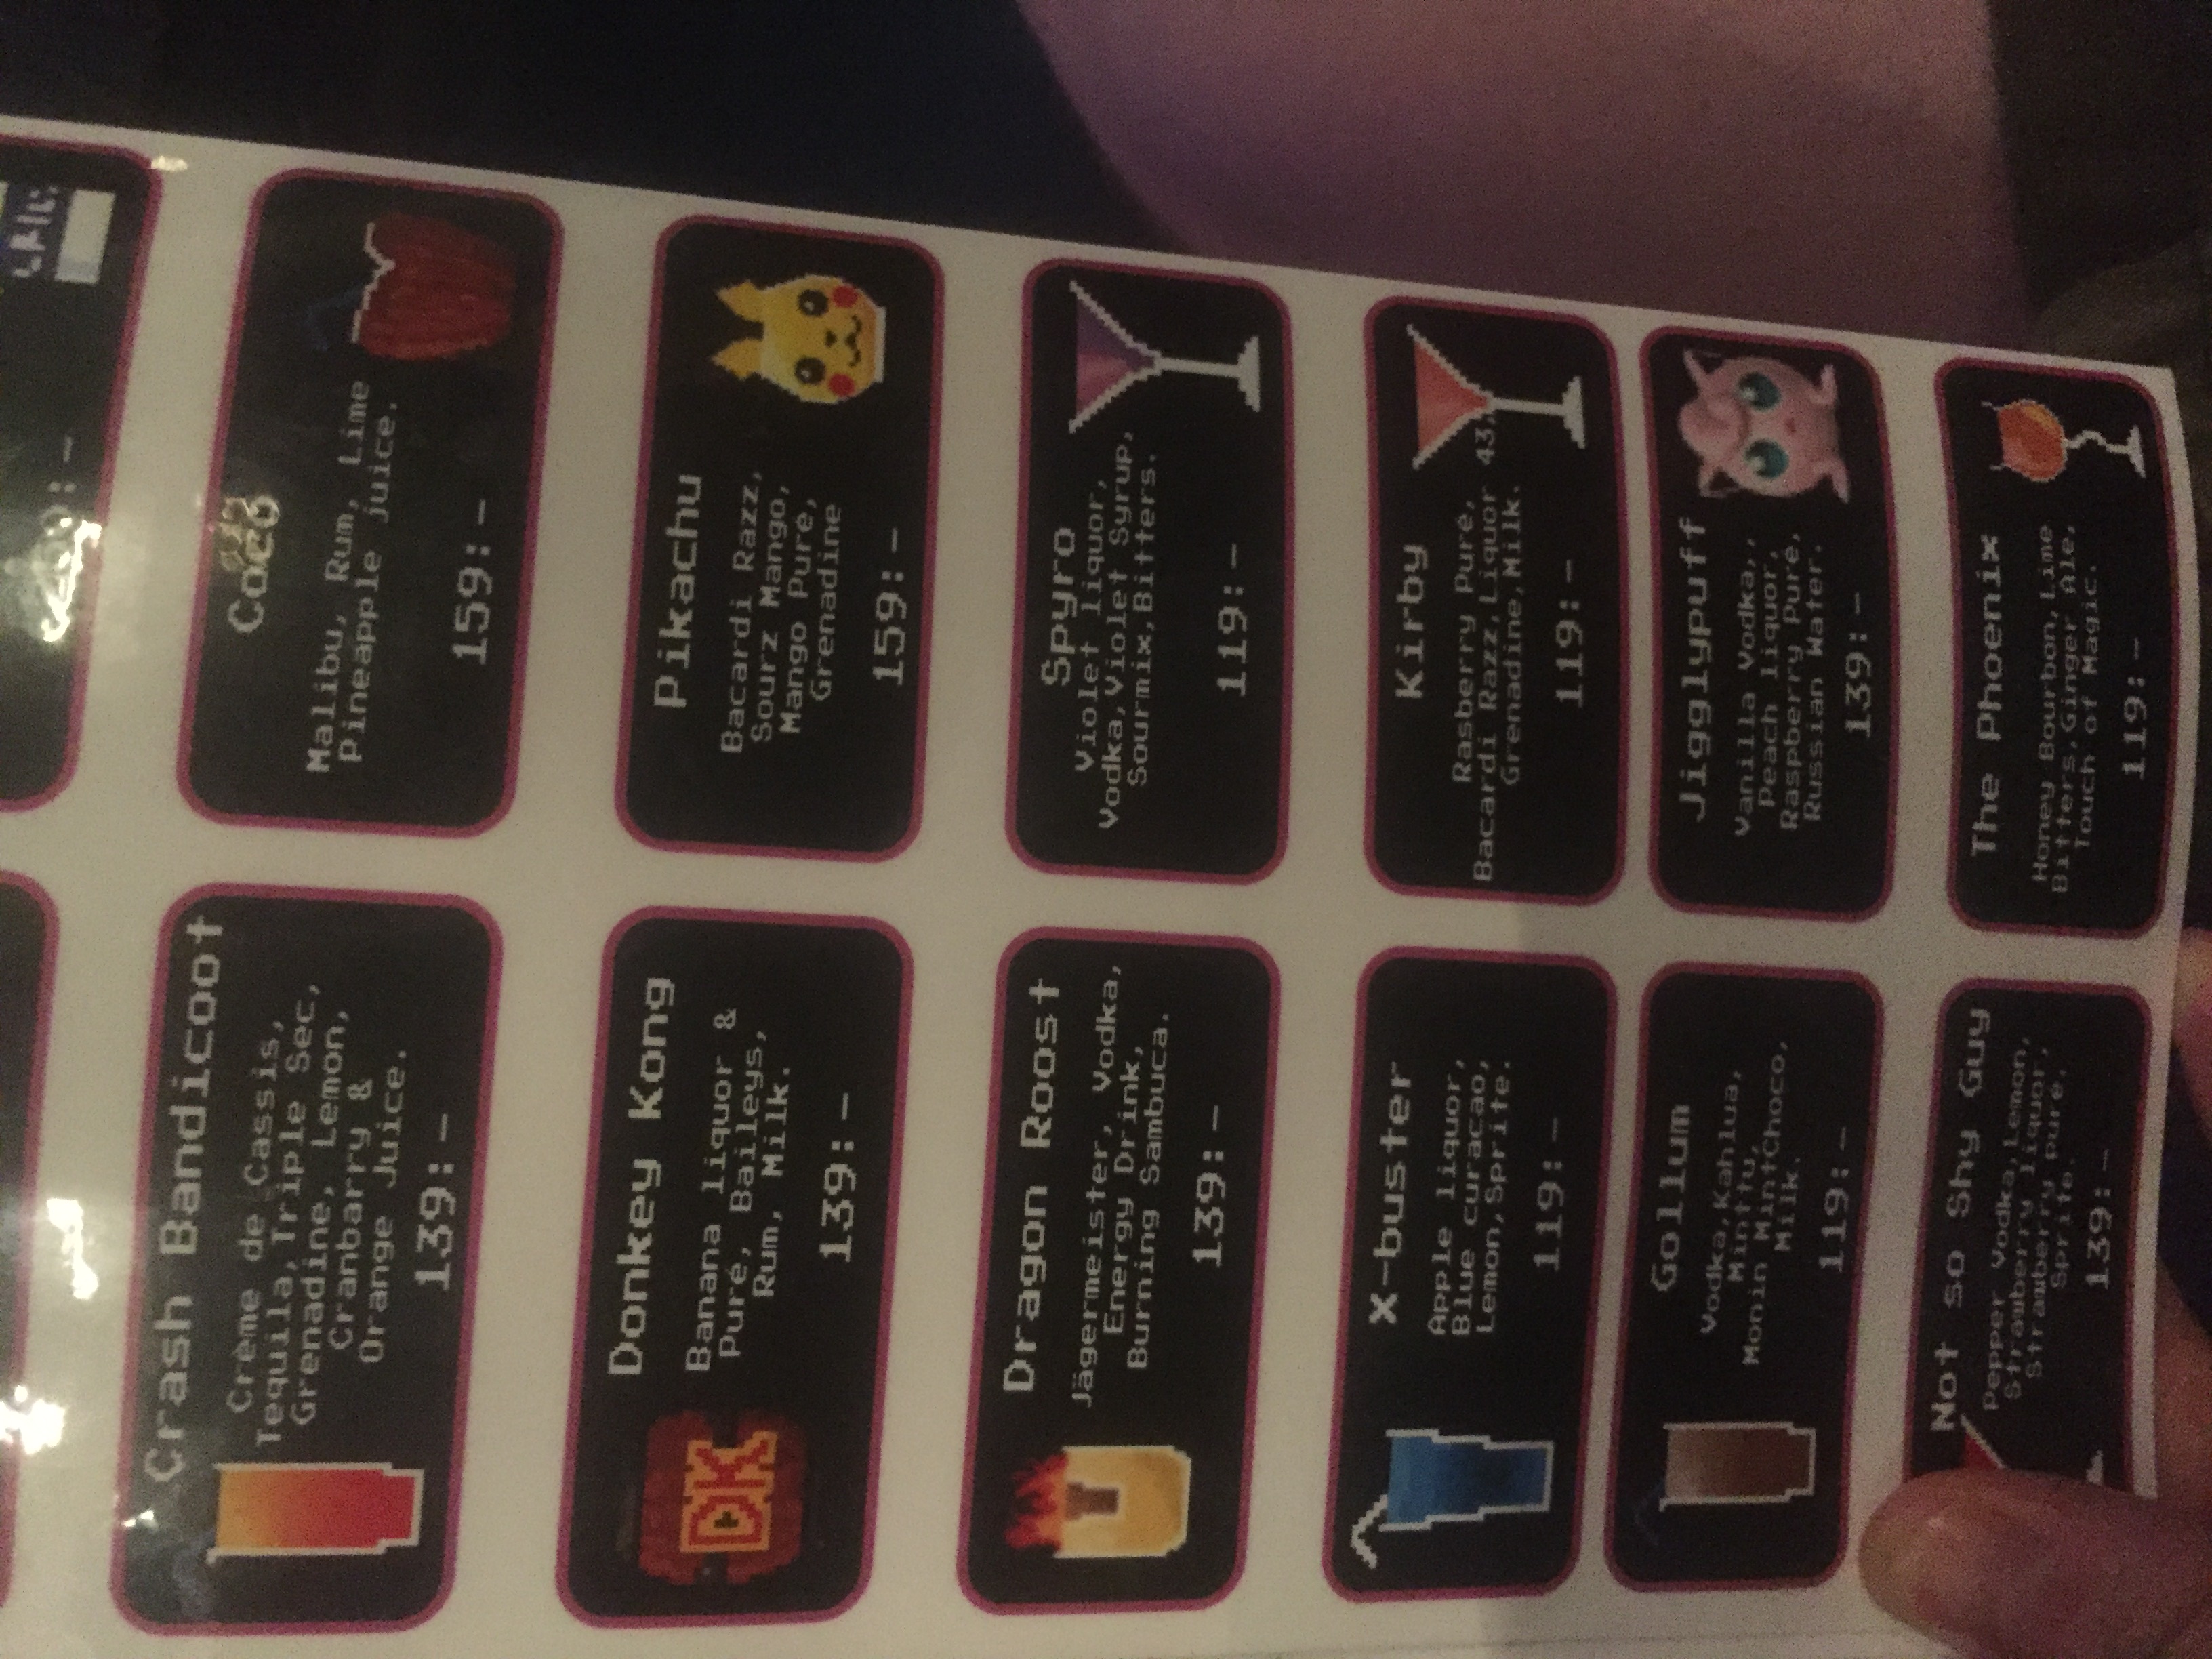 Crash Bandicoot
Crème de Cassis,
Tequila,Triple Sec,
Grenadine, Lemon,
Cranbarry &
Orange Juice.
139:-
Coco
Malibu, Rum, Lime
Pineapple juice.
159:-
Donkey Kong
Banana liquor &
Puré, Baileys,
Rum, Milk.
139:-
DK
Pikachu
Bacardi Razz,
Sourz Mango,
Mango Puré,
Grenadine
159:-
Dragon Roost
Jägermeister, Vodka,
Energy Drink,
Burning Sambuca.
139:-
Spyro
Violet liquor,
Vodka,Violet Syrup,
Sourmix,Bitters.
119:-
X-buster
Apple liquor,
Blue curacao,
Lemon,Sprite.
119:-
Kirby
Rasberry Puré,
Bacardi Razz,Liquor 43,
Grenadine,Milk.
119:-
Gollum
Vodka,Kahlua,
Minttu,
Monin MintChoco,
Milk.
119:-
Jigglypuff
Vanilla Vodka,,
Peach liquor,
Raspberry Puré,
Russian Water.
139:-
Not so Shy Guy
Pepper Vodka,Lemon,
Strawberry liquor,
Strawberry puré,
Sprite.
139:-
The Phoenix
Honey Bourbon,Lime
Bitters,Ginger Ale,
Touch of Magic.
119:-